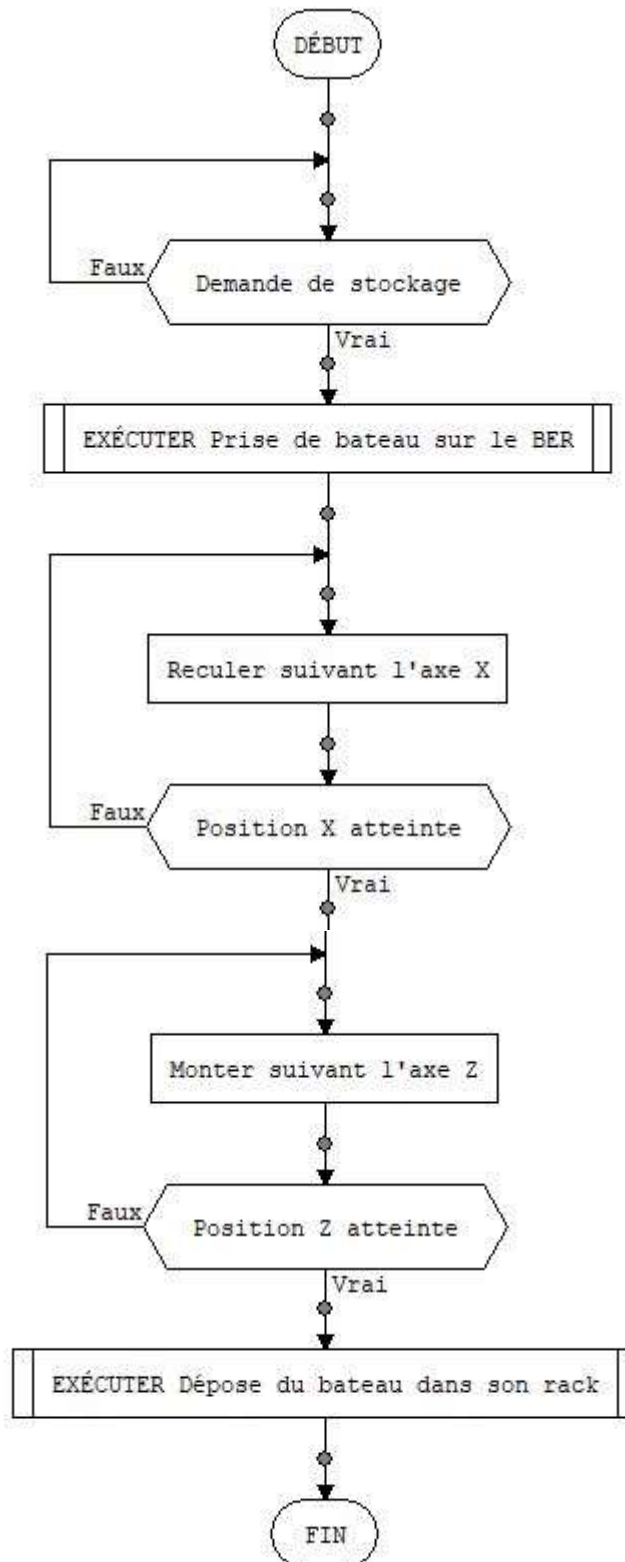 DÉBUT
Faux
Demande de stockage
Vrai
EXÉCUTER Prise de bateau sur le BER
Reculer suivant l'axe X
Faux
Position X atteinte
Vrai
Monter suivant l'axe Z
Faux
Position Z atteinte
Vrai
EXÉCUTER Dépose du bateau dans son rack
FIN